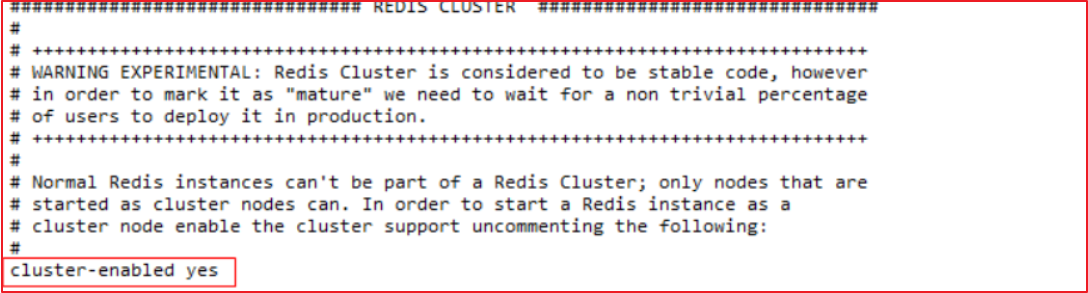 ################################ REDIS CLUSTER  ###############################
#
# ++++++++++++++++++++++++++++++++++++++++++++++++++++++++++++++++++++++++++++
# WARNING EXPERIMENTAL: Redis Cluster is considered to be stable code, however
# in order to mark it as "mature" we need to wait for a non trivial percentage
# of users to deploy it in production.
# ++++++++++++++++++++++++++++++++++++++++++++++++++++++++++++++++++++++++++++
#
# Normal Redis instances can't be part of a Redis Cluster; only nodes that are
# started as cluster nodes can. In order to start a Redis instance as a
# cluster node enable the cluster support uncommenting the following:
#
cluster-enabled yes